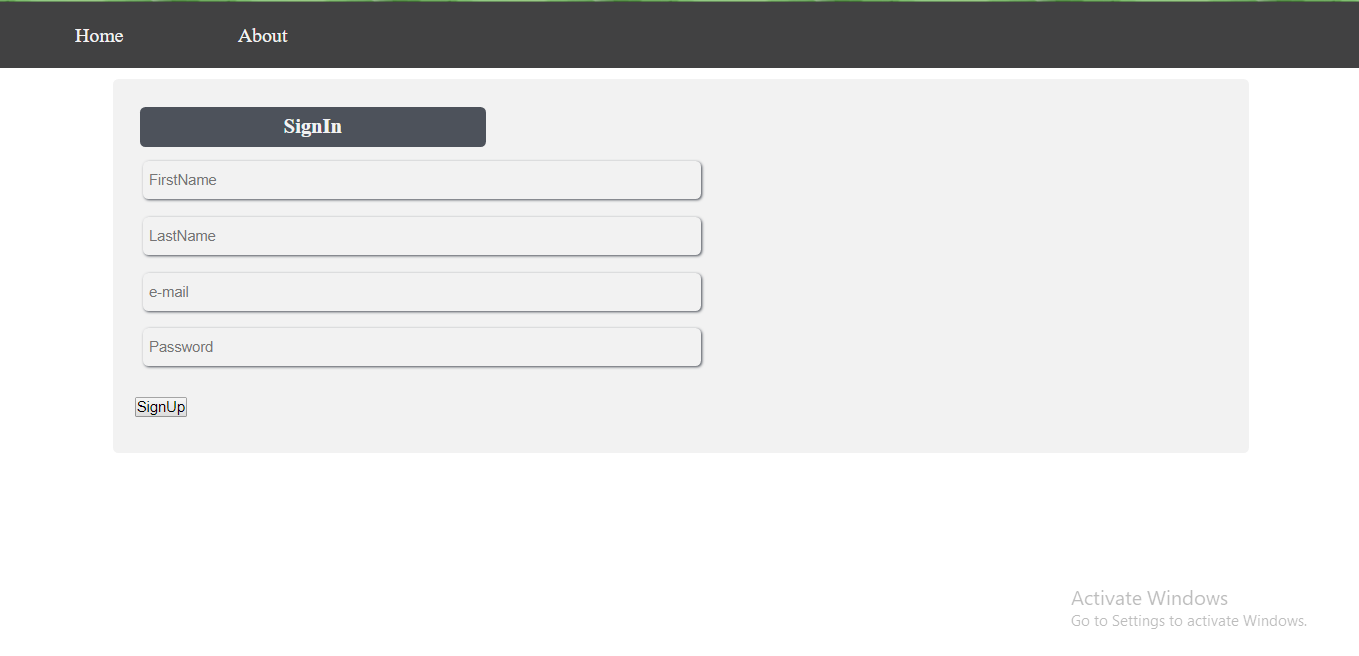 Home About
SignIn
FirstName
LastName
e-mail
Password
SignUp
Activate Windows
Go to Settings to activate Windows.